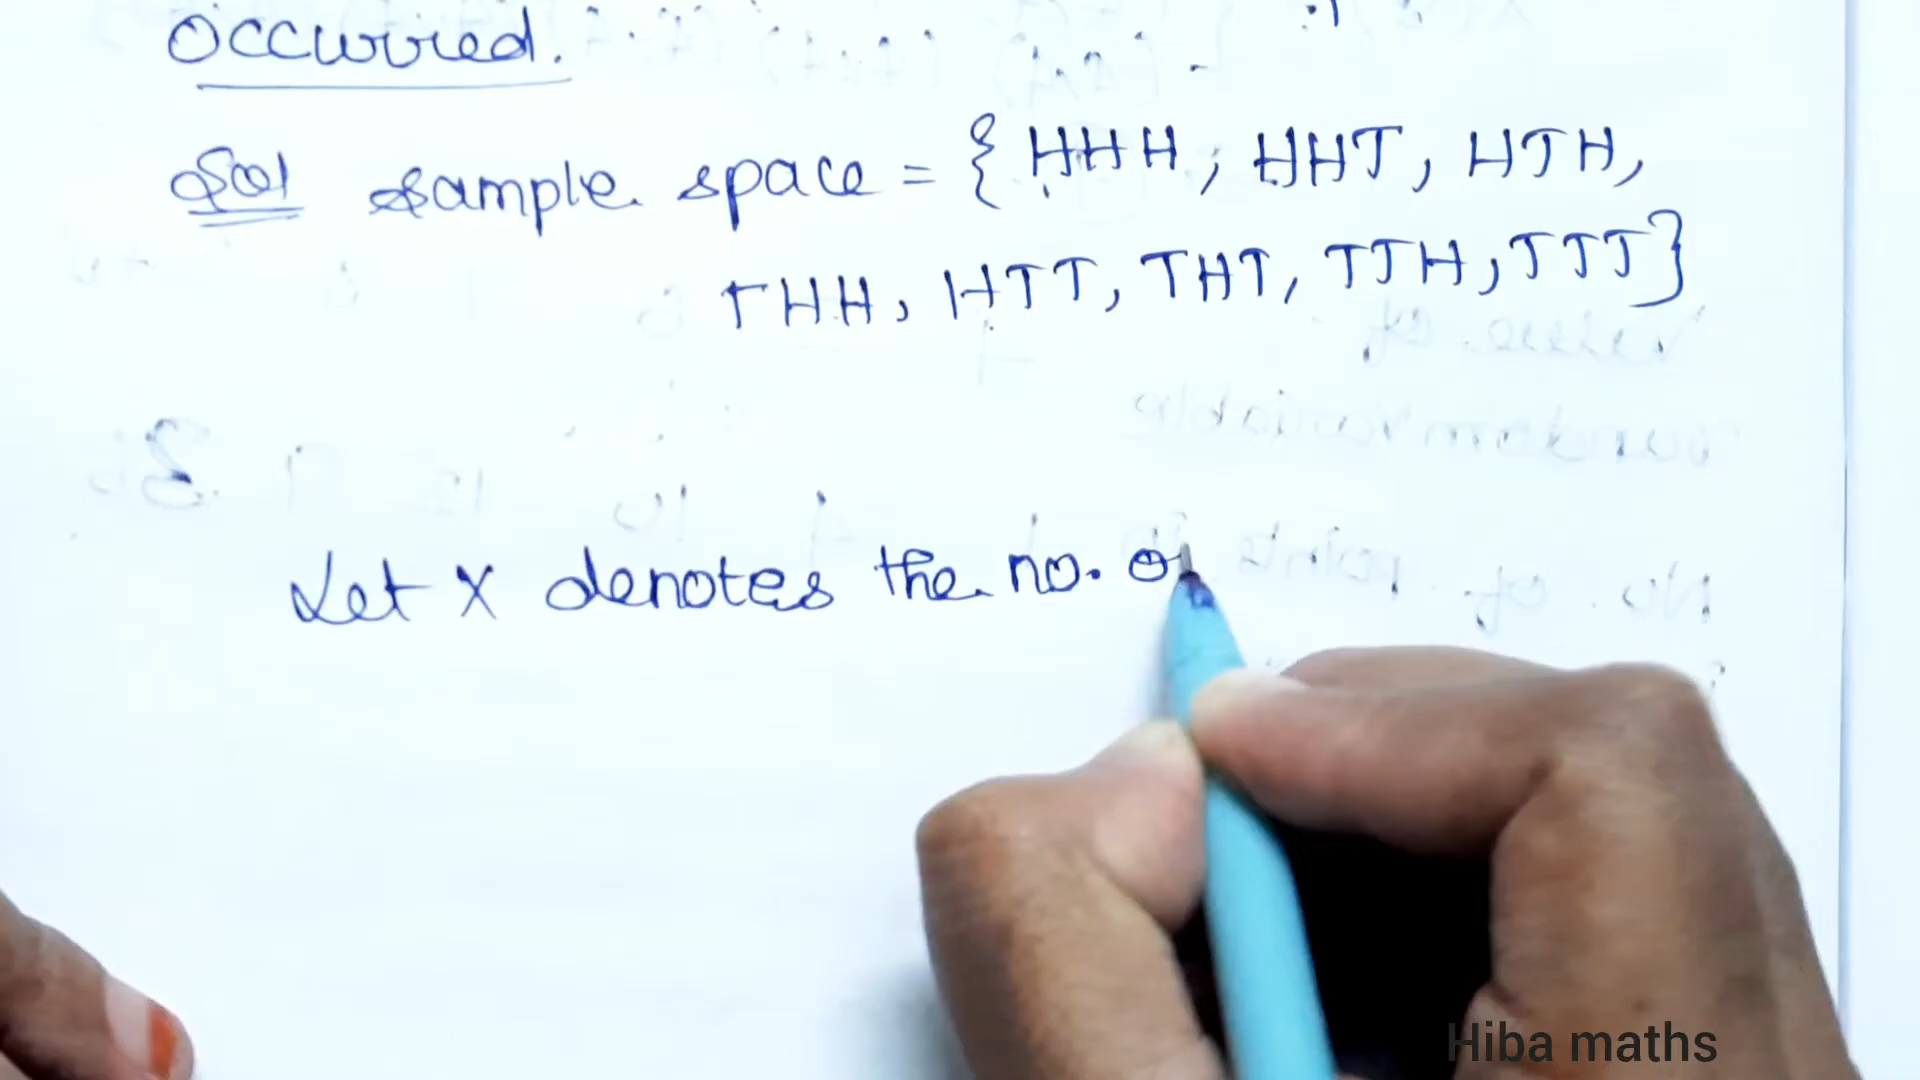 Occurred.
Sol sample space = { HHH, HHT, HTH,
THH, HTT, THT, TTH, TTT}
Let X denotes the no. of
Hiba maths